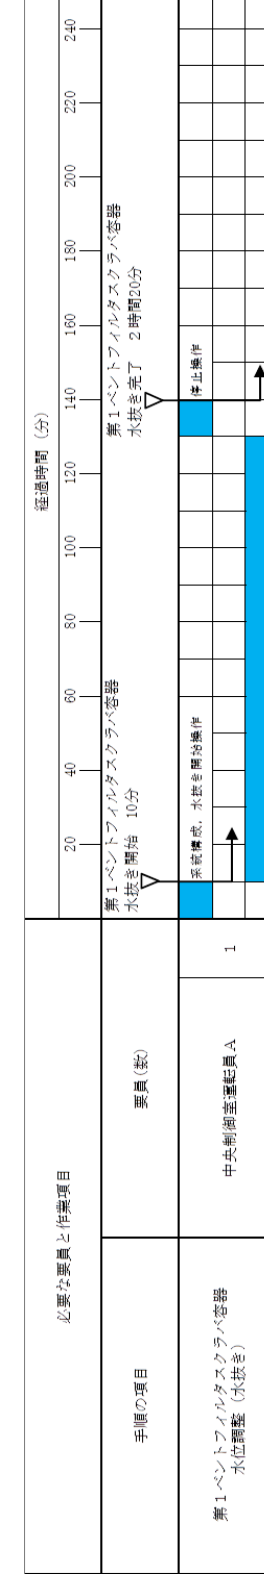 必要な要員と作業項目
経過時間（分）
20 40 60 80 100 120 140 160 180 200 220 240
手順の項目
要員(数)
第１ベントフィルタスクラバ容器
水抜き開始　10分
第１ベントフィルタスクラバ容器
水抜き完了　２時間20分
第１ベントフィルタスクラバ容器
水位調整（水抜き）
中央制御室運転員Ａ
1
系統構成，水抜き開始操作
停止操作